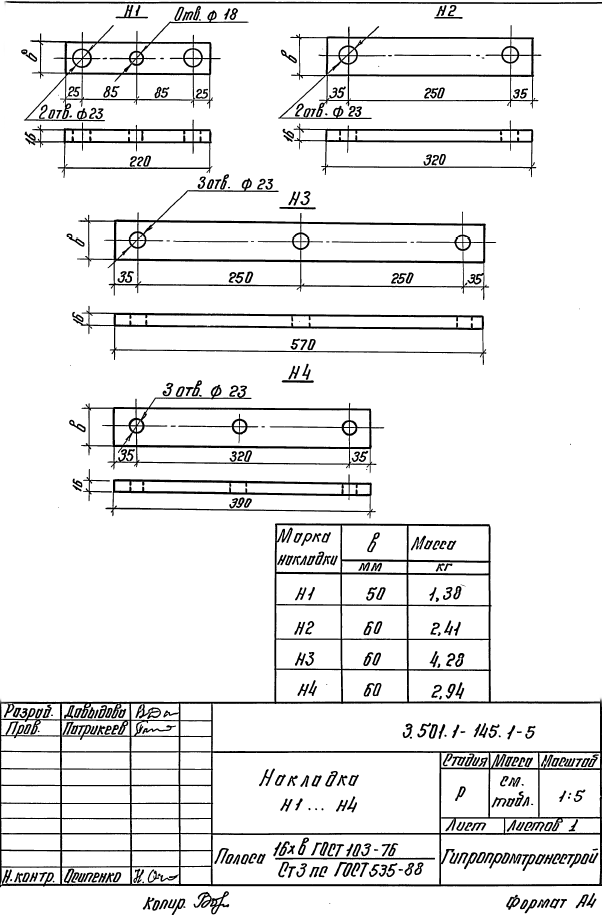 Н1
Отв. ф 18
Н2
в
25
85
85
25
2 отв. ф 23
16
220
в
35
250
35
2 отв. ф 23
16
320
3 отв. ф 23
Н3
в
35
250
250
35
16
570
Н4
3 отв. ф 23
в
35
320
35
16
390
Марка накладки
в
Масса
мм
кг
Н1 50 1,38
Н2 60 2,41
Н3 60 4,28
Н4 60 2,94
Разраб. Давыдова
Пров. Патрикеев
Н.контр. Осипенко
3.501.1-145.1-5
Накладка
Н1... Н4
Стадия Масса Масштаб
Р
см.
табл.
1:5
Лист Листов 1
Полоса 16хв ГОСТ 103-76
Ст3 пс ГОСТ 535-88
Гипропромтрансстрой
Копир.
Формат А4